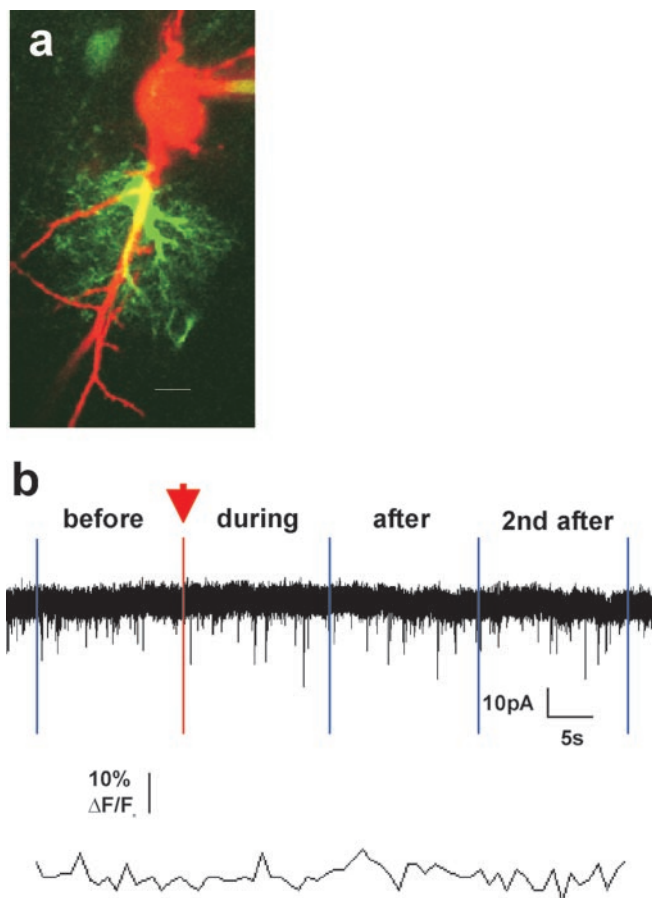 a
b
before during after 2nd after
10pA
5s
10%
ΔF/F.